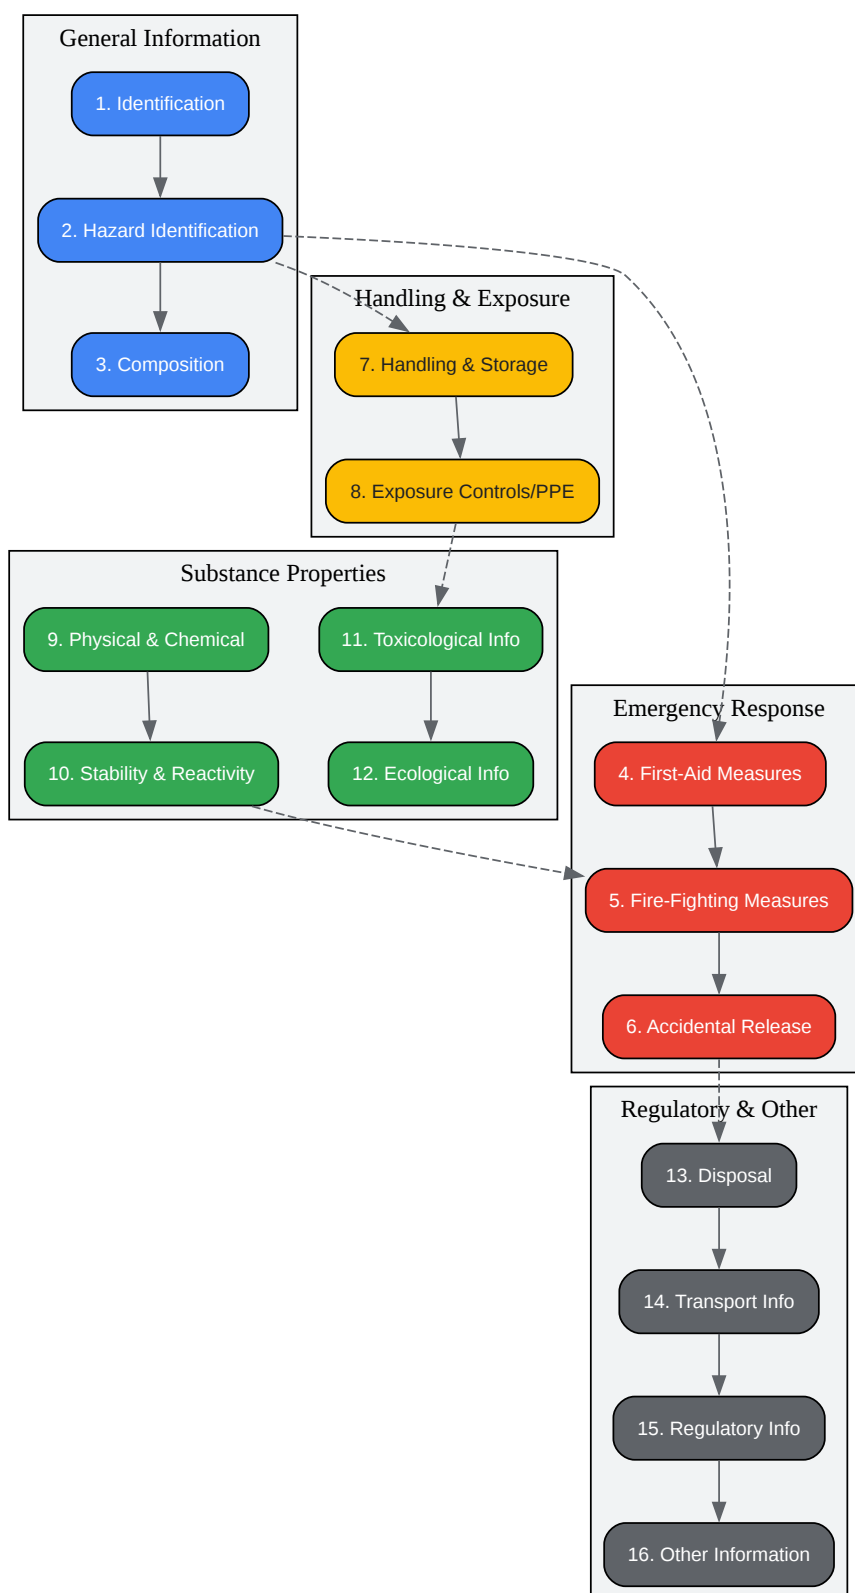 General Information
1. Identification
2. Hazard Identification
3. Composition
Handling & Exposure
7. Handling & Storage
8. Exposure Controls/PPE
Substance Properties
9. Physical & Chemical
11. Toxicological Info
10. Stability & Reactivity
12. Ecological Info
Emergency Response
4. First-Aid Measures
5. Fire-Fighting Measures
6. Accidental Release
Regulatory & Other
13. Disposal
14. Transport Info
15. Regulatory Info
16. Other Information